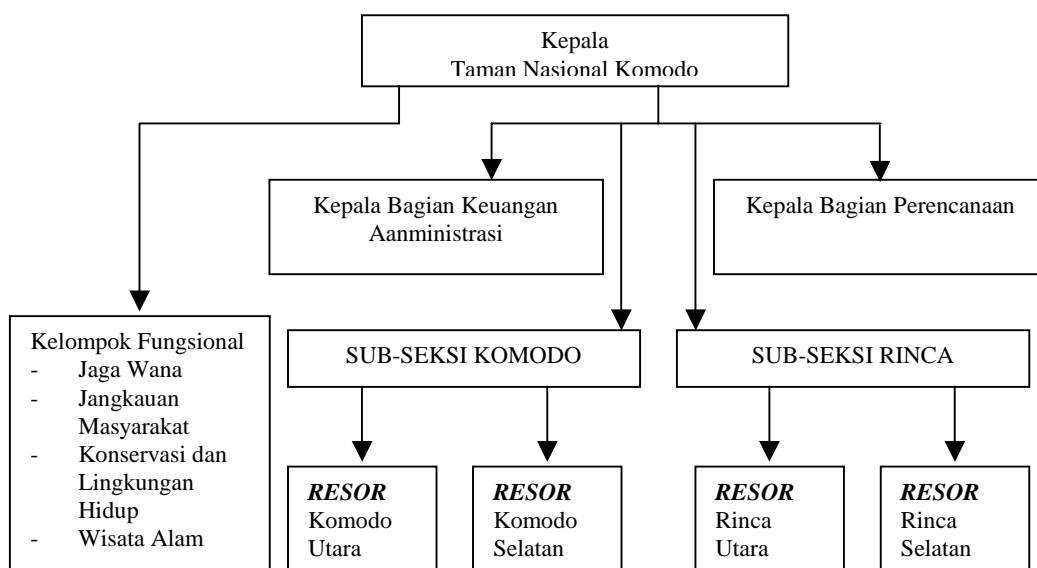 Kepala
Taman Nasional Komodo
Kepala Bagian Keuangan
Aanministrasi
Kepala Bagian Perencanaan
Kelompok Fungsional
- Jaga Wana
- Jangkauan
Masyarakat
- Konservasi dan
Lingkungan
Hidup
- Wisata Alam
SUB-SEKSI KOMODO
SUB-SEKSI RINCA
RESOR
Komodo
Utara
RESOR
Komodo
Selatan
RESOR
Rinca
Utara
RESOR
Rinca
Selatan